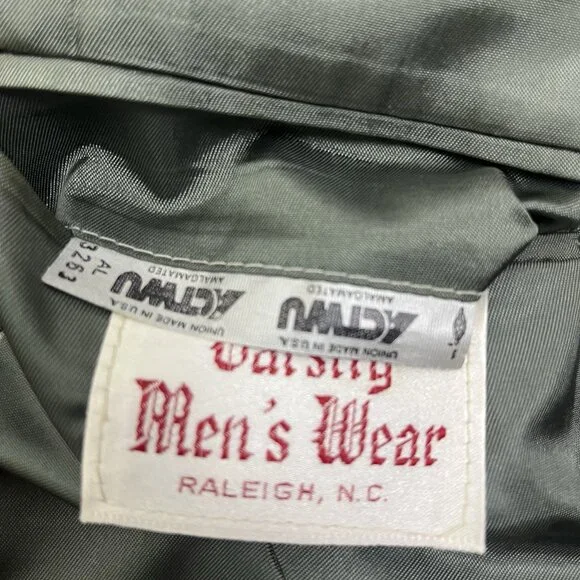 AL
3263
ACTWU
AMALGAMATED
UNION MADE IN U.S.A.
ACTWU
AMALGAMATED
UNION MADE IN U.S.A.
Varsity
Men's Wear
RALEIGH, N.C.